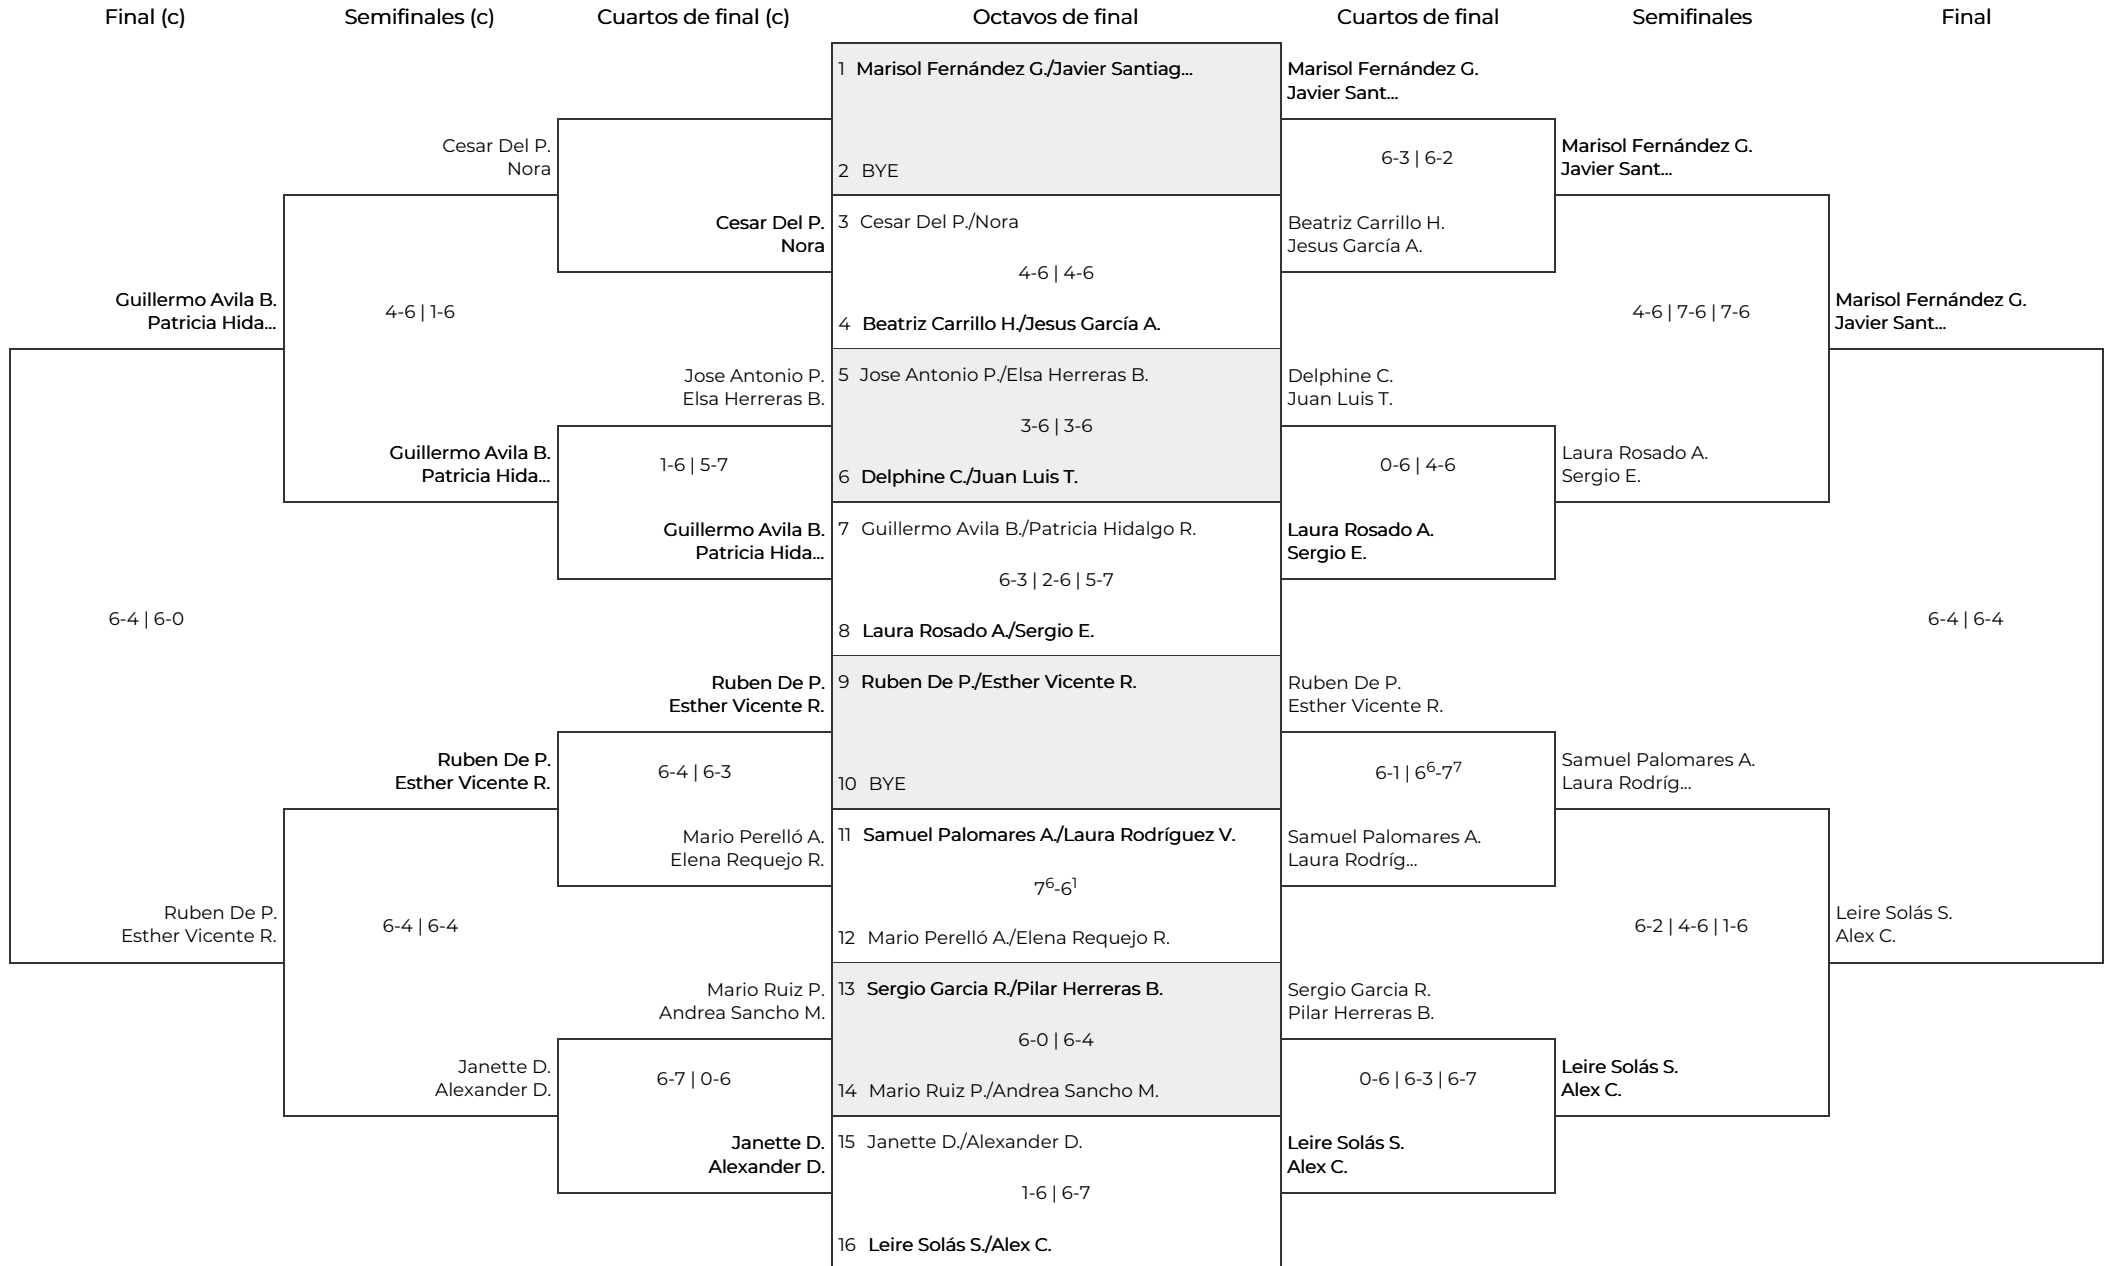 Final (c)
Semifinales (c)
Cuartos de final (c)
Octavos de final
Cuartos de final
Semifinales
Final
Guillermo Avila B.
Patricia Hida...
6-4 | 6-0
Ruben De P.
Esther Vicente R.
Cesar Del P.
Nora
4-6 | 1-6
Guillermo Avila B.
Patricia Hida...
Ruben De P.
Esther Vicente R.
6-4 | 6-4
Janette D.
Alexander D.
Cesar Del P.
Nora
Jose Antonio P.
Elsa Herreras B.
1-6 | 5-7
Guillermo Avila B.
Patricia Hida...
Ruben De P.
Esther Vicente R.
6-4 | 6-3
Mario Perelló A.
Elena Requejo R.
Mario Ruiz P.
Andrea Sancho M.
6-7 | 0-6
Janette D.
Alexander D.
1 Marisol Fernández G./Javier Santiag...
2 BYE
3 Cesar Del P./Nora
4-6 | 4-6
4 Beatriz Carrillo H./Jesus García A.
5 Jose Antonio P./Elsa Herreras B.
3-6 | 3-6
6 Delphine C./Juan Luis T.
7 Guillermo Avila B./Patricia Hidalgo R.
6-3 | 2-6 | 5-7
8 Laura Rosado A./Sergio E.
9 Ruben De P./Esther Vicente R.
10 BYE
11 Samuel Palomares A./Laura Rodríguez V.
7⁶-6¹
12 Mario Perelló A./Elena Requejo R.
13 Sergio Garcia R./Pilar Herreras B.
6-0 | 6-4
14 Mario Ruiz P./Andrea Sancho M.
15 Janette D./Alexander D.
1-6 | 6-7
16 Leire Solás S./Alex C.
Marisol Fernández G.
Javier Sant...
6-3 | 6-2
Beatriz Carrillo H.
Jesus García A.
Delphine C.
Juan Luis T.
0-6 | 4-6
Laura Rosado A.
Sergio E.
Ruben De P.
Esther Vicente R.
6-1 | 6⁶-7⁷
Samuel Palomares A.
Laura Rodríg...
Sergio Garcia R.
Pilar Herreras B.
0-6 | 6-3 | 6-7
Leire Solás S.
Alex C.
Marisol Fernández G.
Javier Sant...
4-6 | 7-6 | 7-6
Laura Rosado A.
Sergio E.
Samuel Palomares A.
Laura Rodríg...
6-2 | 4-6 | 1-6
Leire Solás S.
Alex C.
Marisol Fernández G.
Javier Sant...
6-4 | 6-4
Leire Solás S.
Alex C.